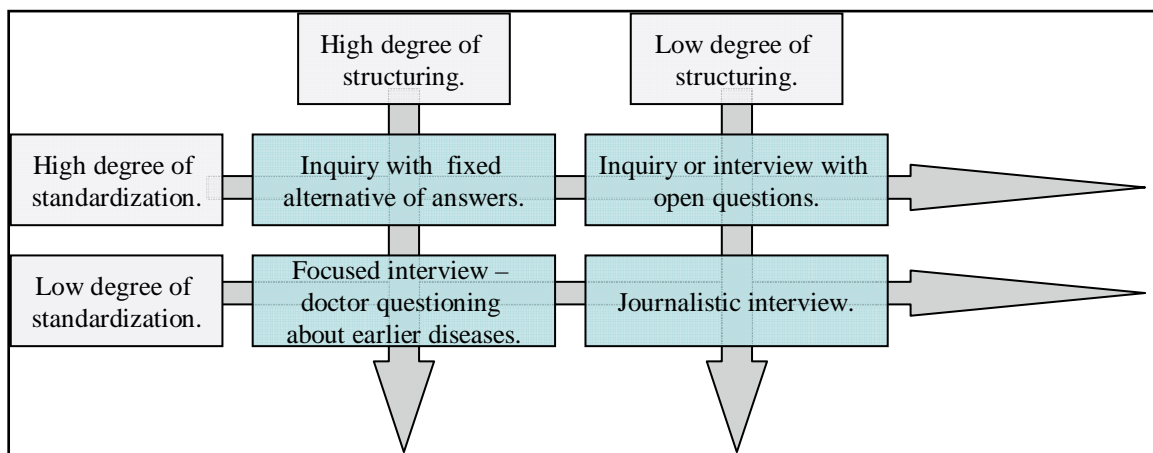 High degree of
structuring.
Low degree of
structuring.
High degree of
standardization.
Inquiry with fixed
alternative of answers.
Inquiry or interview with
open questions.
Low degree of
standardization.
Focused interview –
doctor questioning
about earlier diseases.
Journalistic interview.